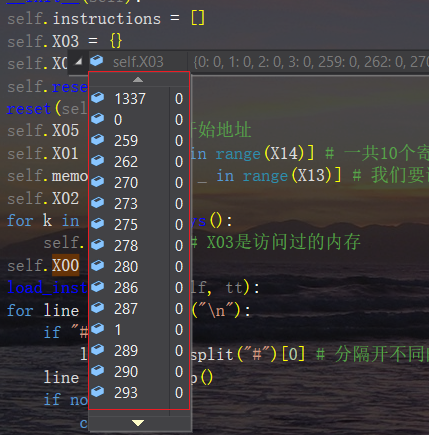 __init__(self):
self.instructions = []
self.X03 = {}
self.X0
self.X03 {0: 0, 1: 0, 2: 0, 3: 0, 259: 0, 262: 0, 270
self.rese
reset(sel
self.X05 开始地址
self.X01 in range(X14)] # 一共10个寄
self.memo _ in range(X13)] # 我们要
self.X02
for k in s():
self. # X03是访问过的内存
self.X00
load_inst lf, tt):
for line ("\n"):
if "#
l split("#")[0] # 分隔开不同
line p()
if no
c
1337 0
0 0
259 0
262 0
270 0
273 0
275 0
278 0
280 0
286 0
287 0
1 0
289 0
290 0
293 0